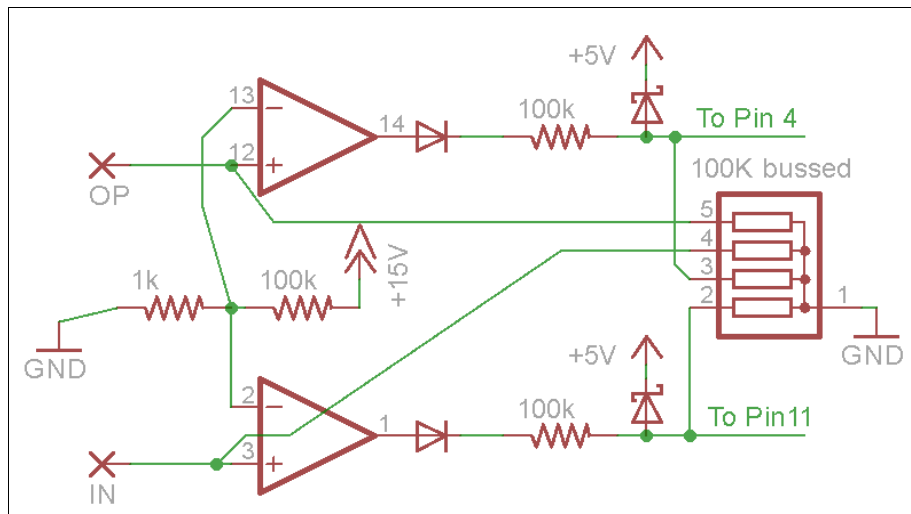 +5V
13
14
100k
To Pin 4
12
OP
100K bussed
5
4
3
2
1
+15V
1k
100k
GND
GND
+5V
2
1
100k
To Pin11
3
IN